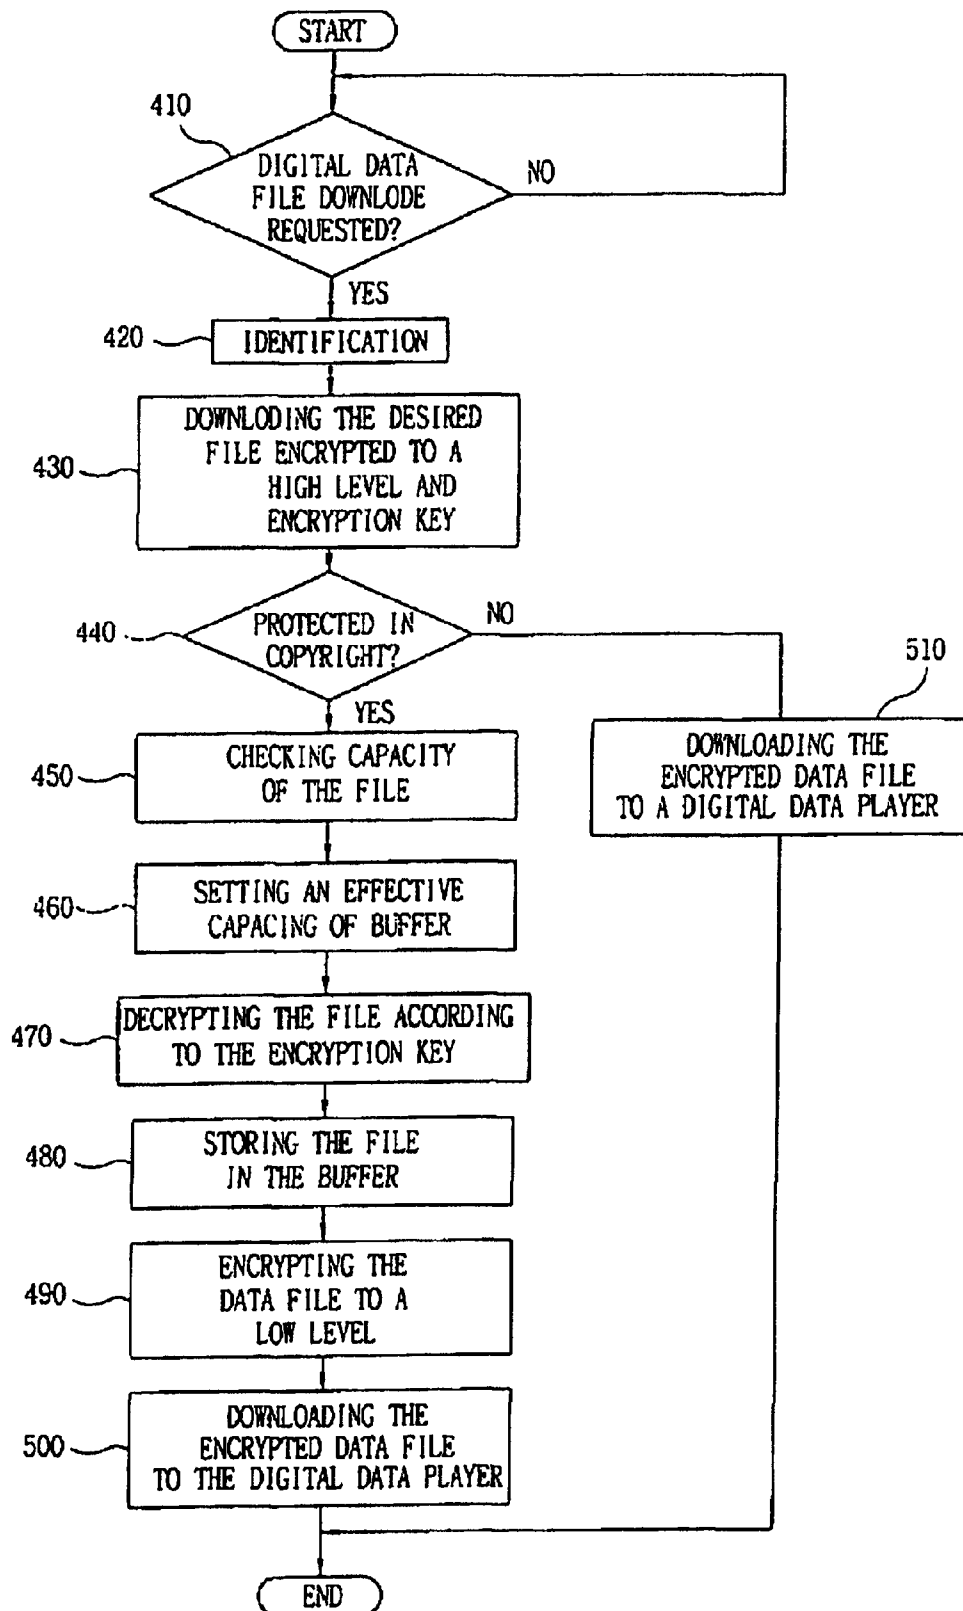 START
410
DIGITAL DATA
FILE DOWNLODE
REQUESTED?
NO
YES
420
IDENTIFICATION
430
DOWNLODING THE DESIRED
FILE ENCRYPTED TO A
HIGH LEVEL AND
ENCRYPTION KEY
440
PROTECTED IN
COPYRIGHT?
NO
YES
510
DOWNLOADING THE
ENCRYPTED DATA FILE
TO A DIGITAL DATA PLAYER
450
CHECKING CAPACITY
OF THE FILE
460
SETTING AN EFFECTIVE
CAPACING OF BUFFER
470
DECRYPTING THE FILE ACCORDING
TO THE ENCRYPTION KEY
480
STORING THE FILE
IN THE BUFFER
490
ENCRYPTING THE
DATA FILE TO A
LOW LEVEL
500
DOWNLOADING THE
ENCRYPTED DATA FILE
TO THE DIGITAL DATA PLAYER
END